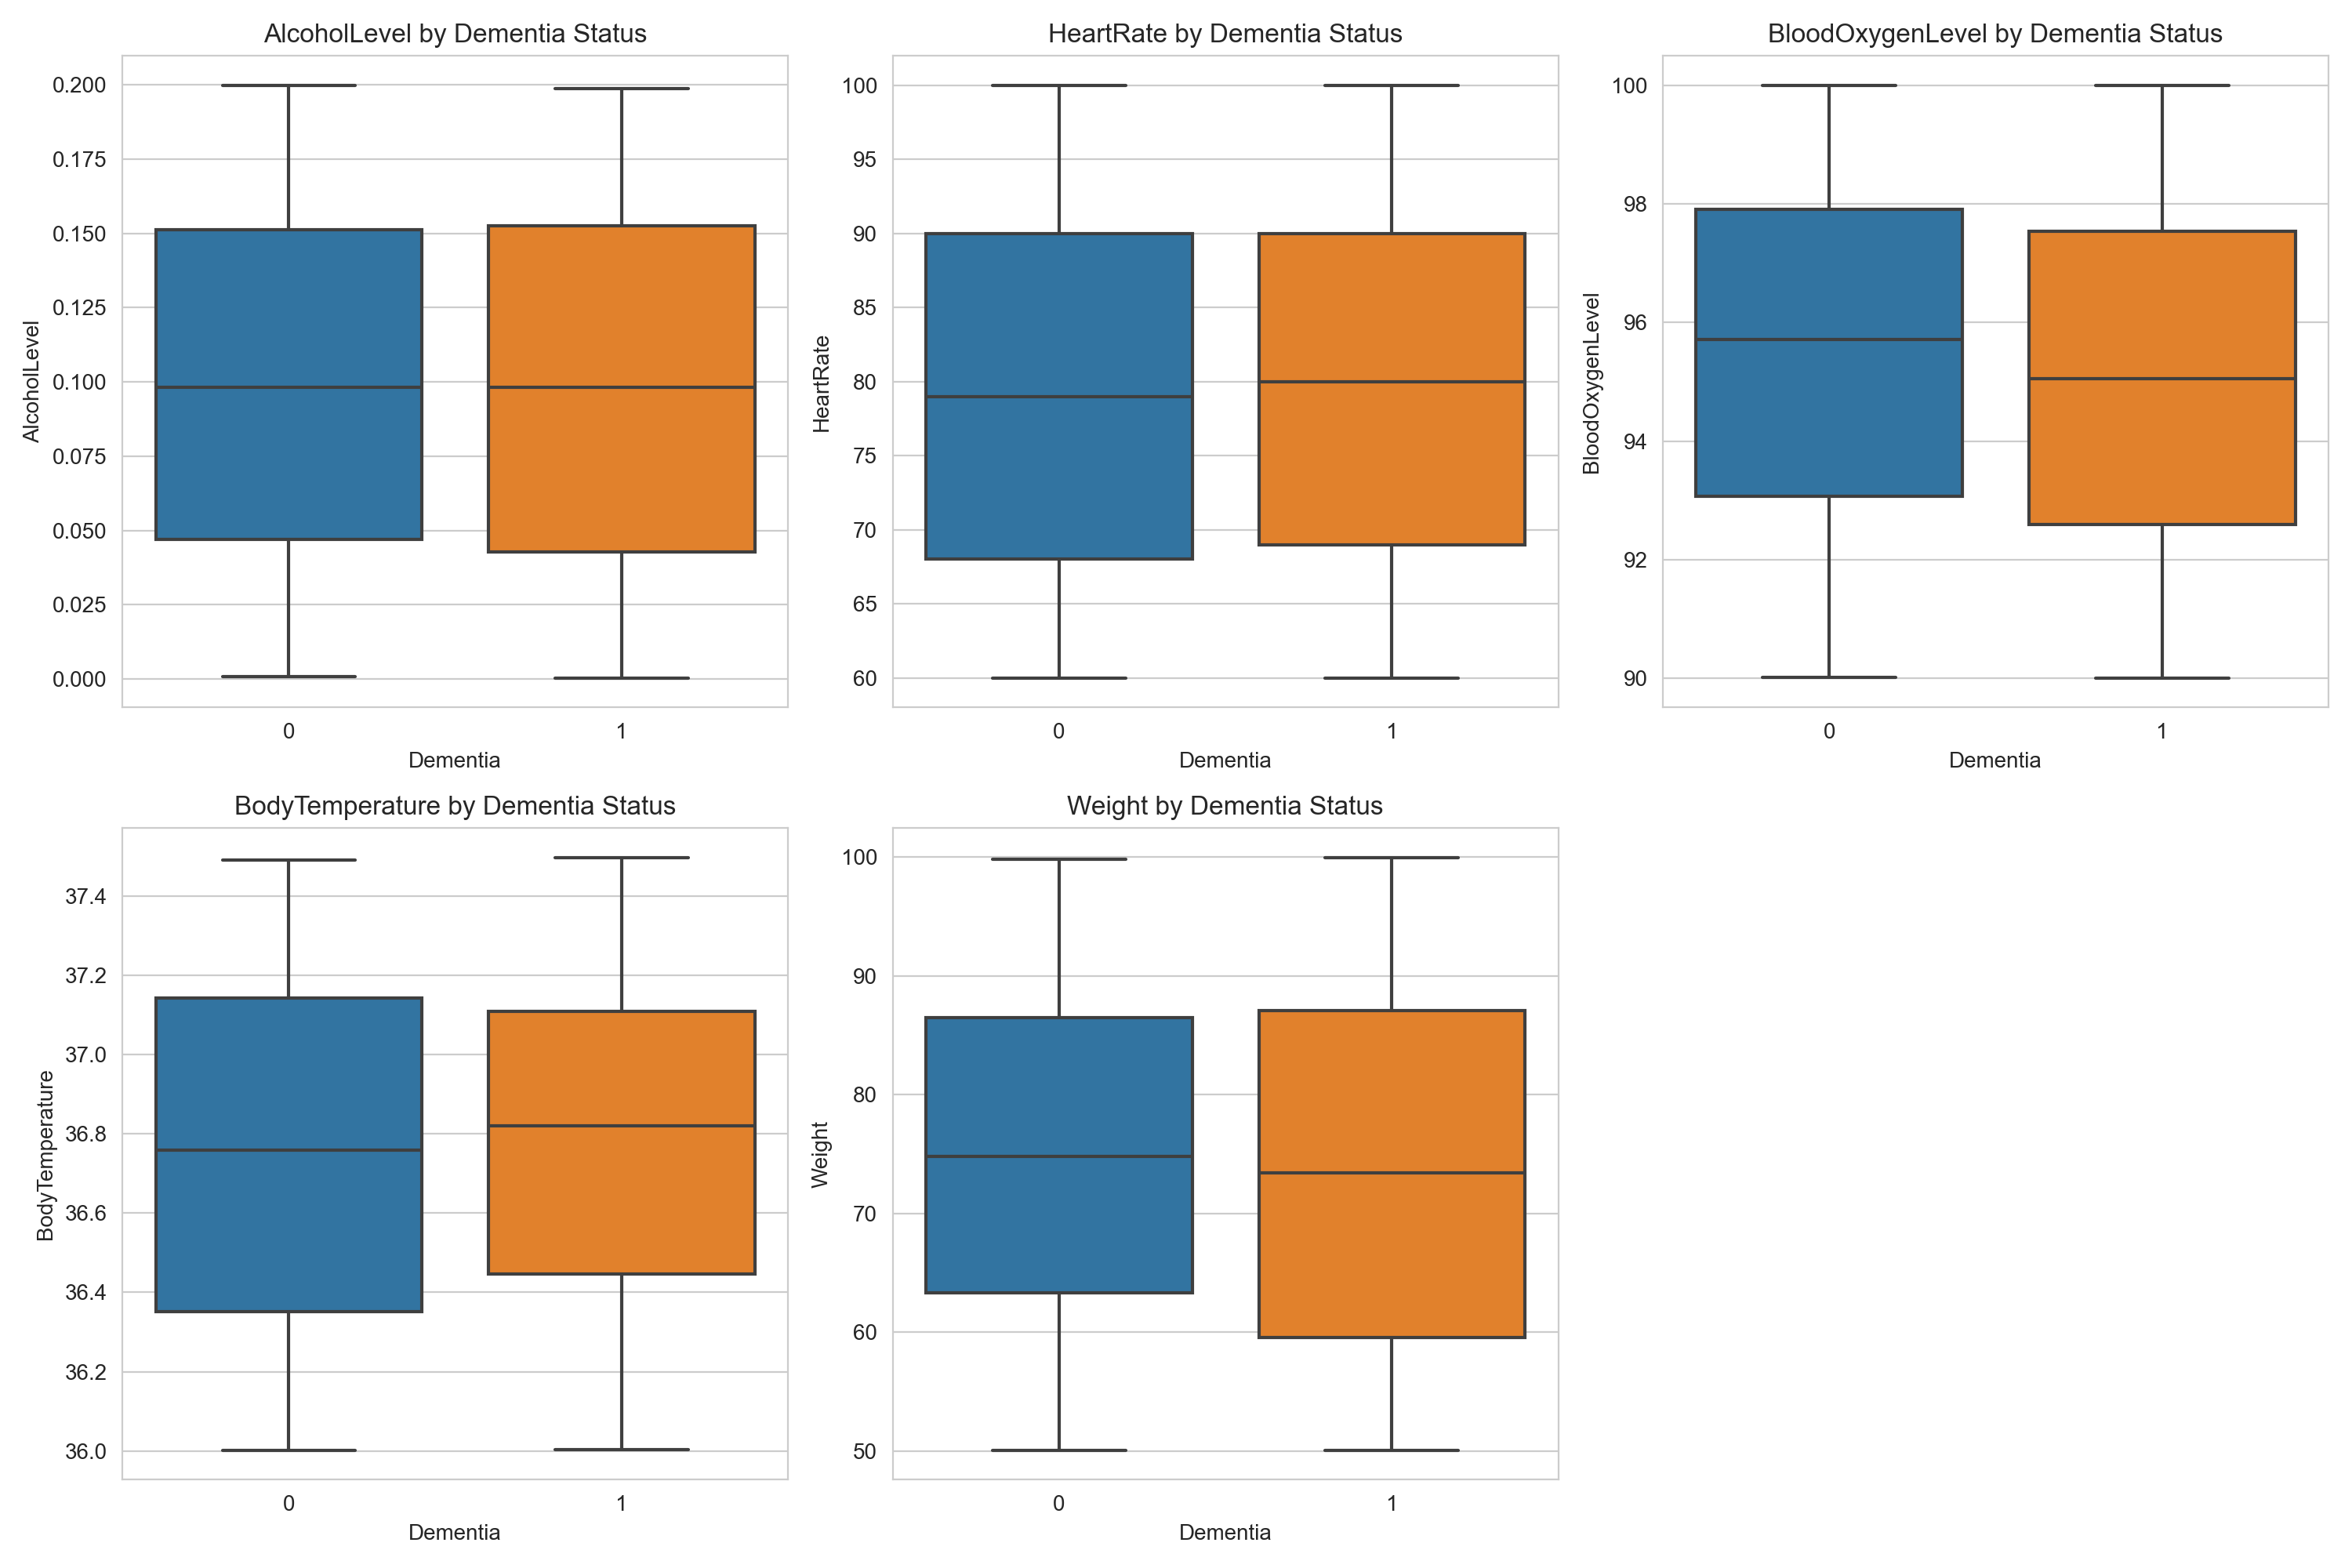 AlcoholLevel by Dementia Status
0.200
0.175
0.150
0.125
0.100
0.075
0.050
0.025
0.000
AlcoholLevel
0 1
Dementia
HeartRate by Dementia Status
100
95
90
85
80
75
70
65
60
HeartRate
0 1
Dementia
BloodOxygenLevel by Dementia Status
100
98
96
94
92
90
BloodOxygenLevel
0 1
Dementia
BodyTemperature by Dementia Status
37.4
37.2
37.0
36.8
36.6
36.4
36.2
36.0
BodyTemperature
0 1
Dementia
Weight by Dementia Status
100
90
80
70
60
50
Weight
0 1
Dementia